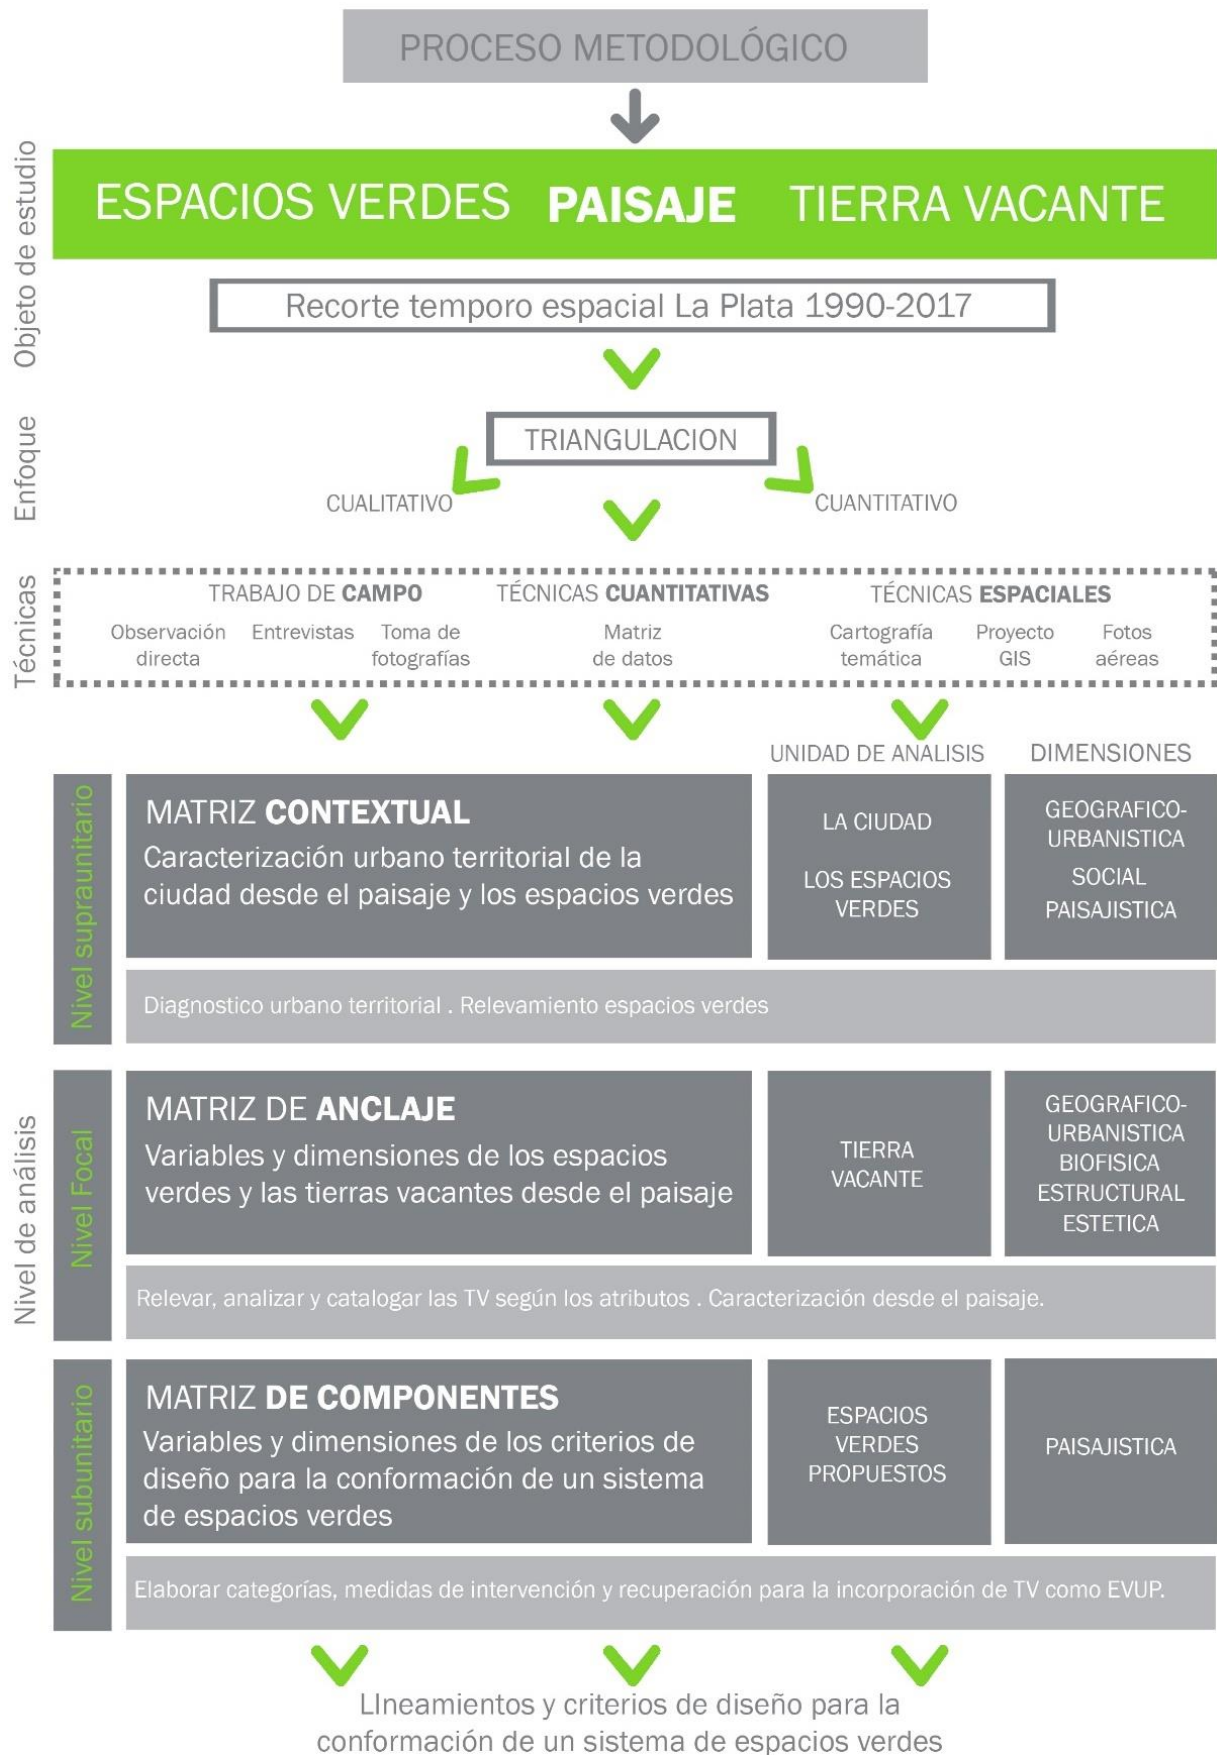 PROCESO METODOLÓGICO
Objeto de estudio
ESPACIOS VERDES PAISAJE TIERRA VACANTE
Recorte temporo espacial La Plata 1990-2017
Enfoque
TRIANGULACION
CUALITATIVO
CUANTITATIVO
Técnicas
TRABAJO DE CAMPO
Observación
directa
Entrevistas
Toma de
fotografías
TÉCNICAS CUANTITATIVAS
Matriz
de datos
TÉCNICAS ESPACIALES
Cartografía
temática
Proyecto
GIS
Fotos
aéreas
UNIDAD DE ANALISIS
DIMENSIONES
Nivel de análisis
Nivel supraunitario
MATRIZ CONTEXTUAL
Caracterización urbano territorial de la
ciudad desde el paisaje y los espacios verdes
LA CIUDAD
LOS ESPACIOS
VERDES
GEOGRAFICO-
URBANISTICA
SOCIAL
PAISAJISTICA
Diagnostico urbano territorial . Relevamiento espacios verdes
Nivel Focal
MATRIZ DE ANCLAJE
Variables y dimensiones de los espacios
verdes y las tierras vacantes desde el paisaje
TIERRA
VACANTE
GEOGRAFICO-
URBANISTICA
BIOFISICA
ESTRUCTURAL
ESTETICA
Relevar, analizar y catalogar las TV según los atributos . Caracterización desde el paisaje.
Nivel subunitario
MATRIZ DE COMPONENTES
Variables y dimensiones de los criterios de
diseño para la conformación de un sistema
de espacios verdes
ESPACIOS
VERDES
PROPUESTOS
PAISAJISTICA
Elaborar categorías, medidas de intervención y recuperación para la incorporación de TV como EVUP.
LIneamientos y criterios de diseño para la
conformación de un sistema de espacios verdes